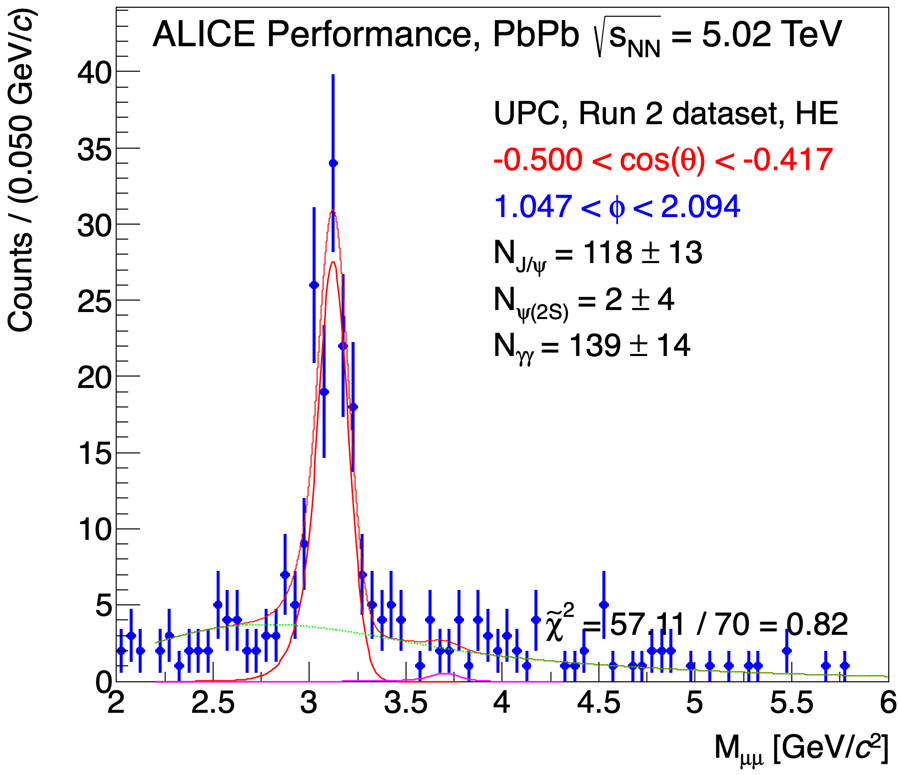 ALICE Performance, PbPb √sNN = 5.02 TeV
UPC, Run 2 dataset, HE
-0.500 < cos(θ) < -0.417
1.047 < ϕ < 2.094
NJ/ψ = 118 ± 13
Nψ(2S) = 2 ± 4
Nγγ = 139 ± 14
χ̃² = 57.11 / 70 = 0.82
Counts / (0.050 GeV/c)
40
35
30
25
20
15
10
5
0
2 2.5 3 3.5 4 4.5 5 5.5 6
Mμμ [GeV/c²]